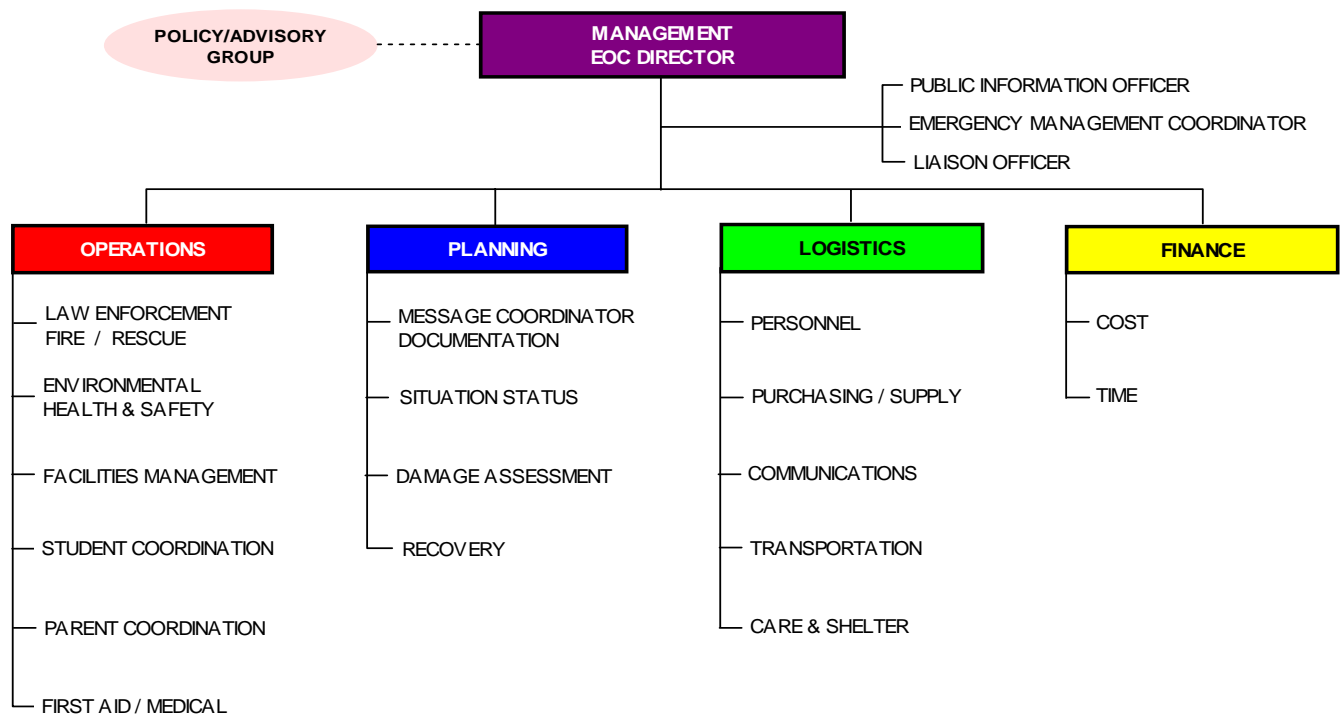 POLICY/ADVISORY
GROUP
MANAGEMENT
EOC DIRECTOR
PUBLIC INFORMATION OFFICER
EMERGENCY MANAGEMENT COORDINATOR
LIAISON OFFICER
OPERATIONS
LAW ENFORCEMENT
FIRE / RESCUE
ENVIRONMENTAL
HEALTH & SAFETY
FACILITIES MANAGEMENT
STUDENT COORDINATION
PARENT COORDINATION
FIRST AID / MEDICAL
PLANNING
MESSAGE COORDINATOR
DOCUMENTATION
SITUATION STATUS
DAMAGE ASSESSMENT
RECOVERY
LOGISTICS
PERSONNEL
PURCHASING / SUPPLY
COMMUNICATIONS
TRANSPORTATION
CARE & SHELTER
FINANCE
COST
TIME